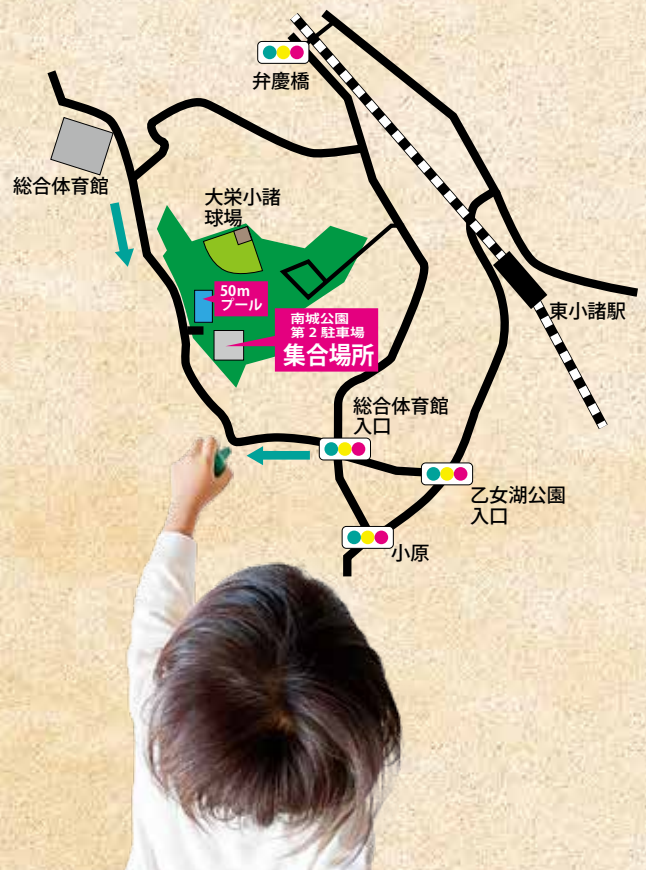 弁慶橋
総合体育館
大栄小諸
球場
50m
プール
南城公園
第2駐車場
集合場所
東小諸駅
総合体育館
入口
乙女湖公園
入口
小原